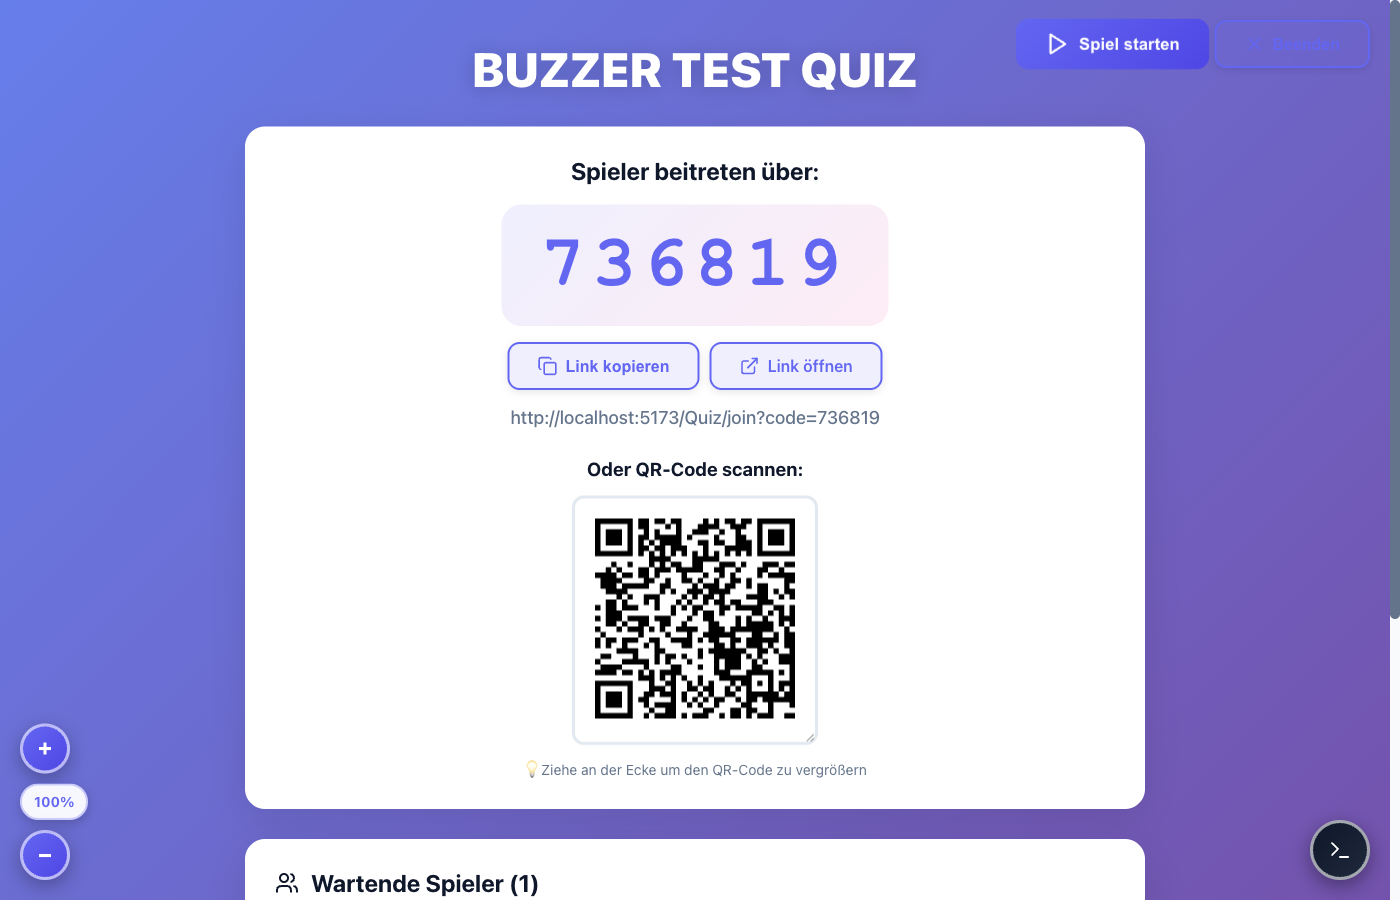 BUZZER TEST QUIZ
Spiel starten
Beenden
Spieler beitreten über:
736819
Link kopieren
Link öffnen
http://localhost:5173/Quiz/join?code=736819
Oder QR-Code scannen:
💡Ziehe an der Ecke um den QR-Code zu vergrößern
+
100%
−
Wartende Spieler (1)